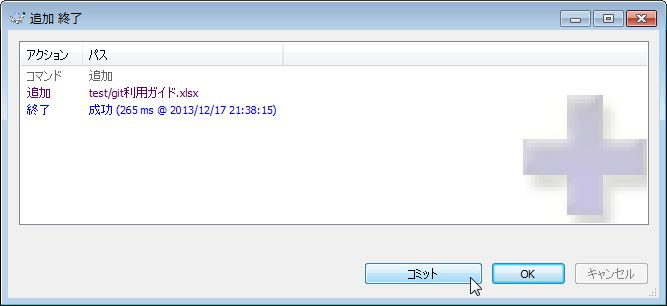 追加 終了
アクション パス
コマンド 追加
追加 test/git利用ガイド.xlsx
終了 成功 (265 ms @ 2013/12/17 21:38:15)
コミット OK キャンセル